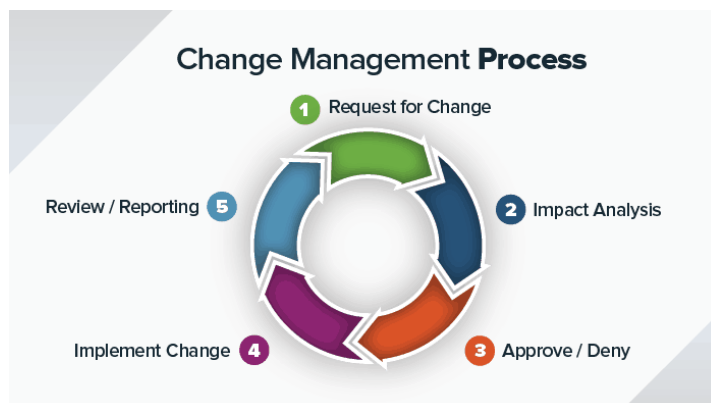 Change Management Process
1 Request for Change
2 Impact Analysis
3 Approve / Deny
4 Implement Change
5 Review / Reporting